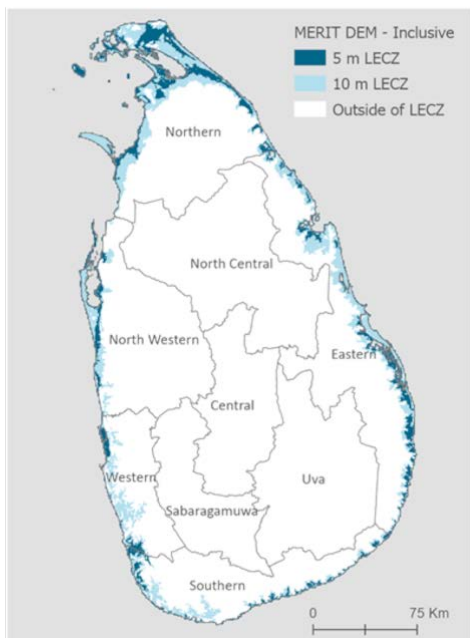 MERIT DEM - Inclusive
5 m LECZ
10 m LECZ
Outside of LECZ
Northern
North Central
North Western
Eastern
Central
Western
Uva
Sabaragamuwa
Southern
0
75 Km